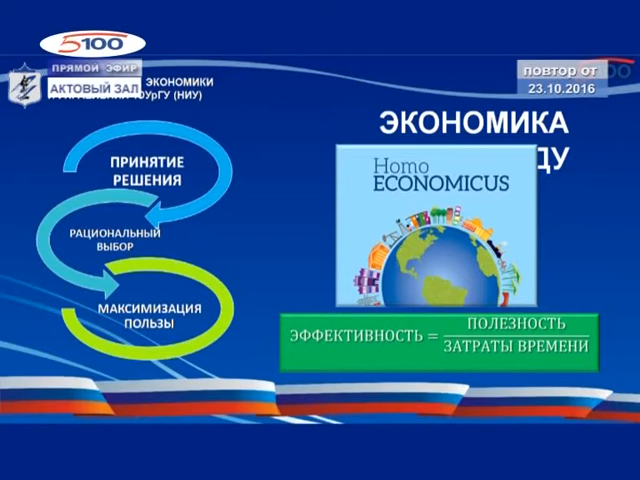 5100
ПРЯМОЙ ЭФИР
АКТОВЫЙ ЗАЛ
ЭКОНОМИКИ
ЮУрГУ (НИУ)
повтор от
23.10.2016
ЭКОНОМИКА
ДУ
Homo
ECONOMICUS
ПРИНЯТИЕ
РЕШЕНИЯ
РАЦИОНАЛЬНЫЙ
ВЫБОР
МАКСИМИЗАЦИЯ
ПОЛЬЗЫ
ЭФФЕКТИВНОСТЬ = ПОЛЕЗНОСТЬ
ЗАТРАТЫ ВРЕМЕНИ